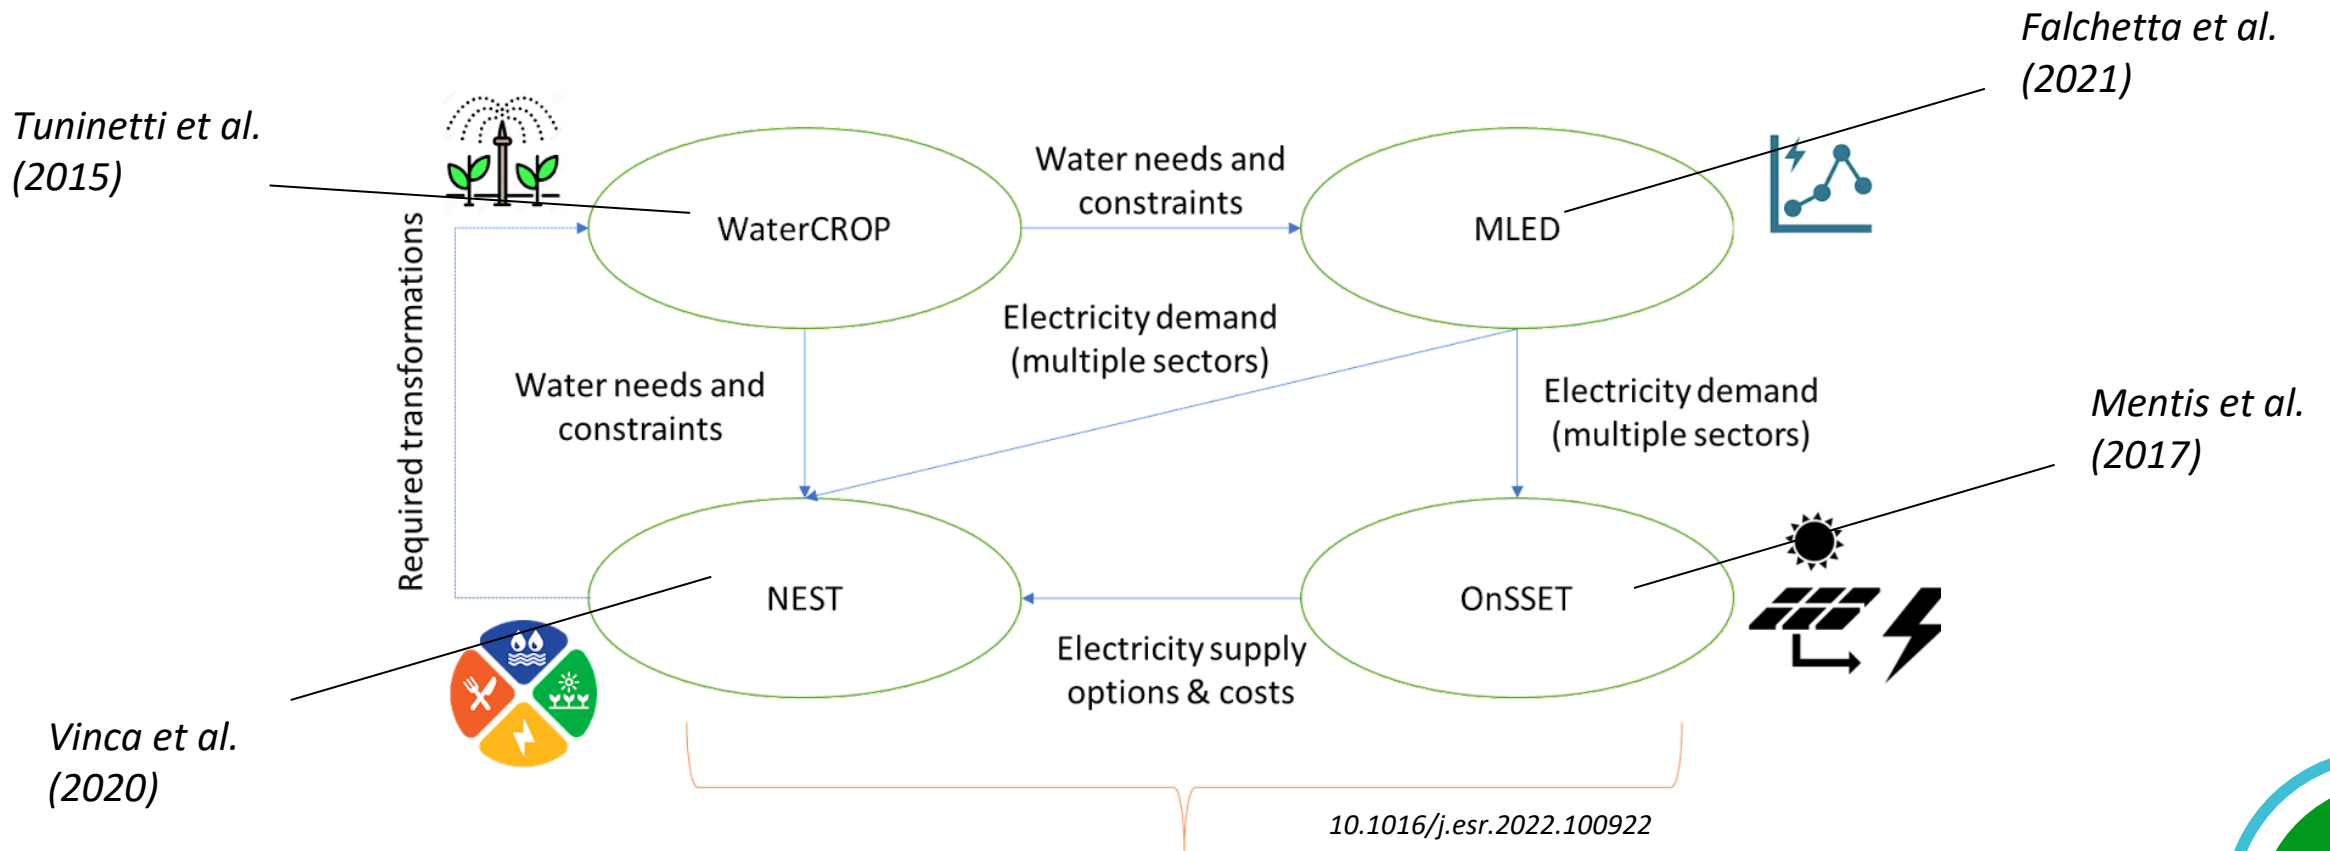 Falchetta et al.
(2021)
Tuninetti et al.
(2015)
Water needs and
constraints
WaterCROP
MLED
Required transformations
Electricity demand
(multiple sectors)
Water needs and
constraints
Electricity demand
(multiple sectors)
Mentis et al.
(2017)
NEST
OnSSET
Electricity supply
options & costs
Vinca et al.
(2020)
10.1016/j.esr.2022.100922